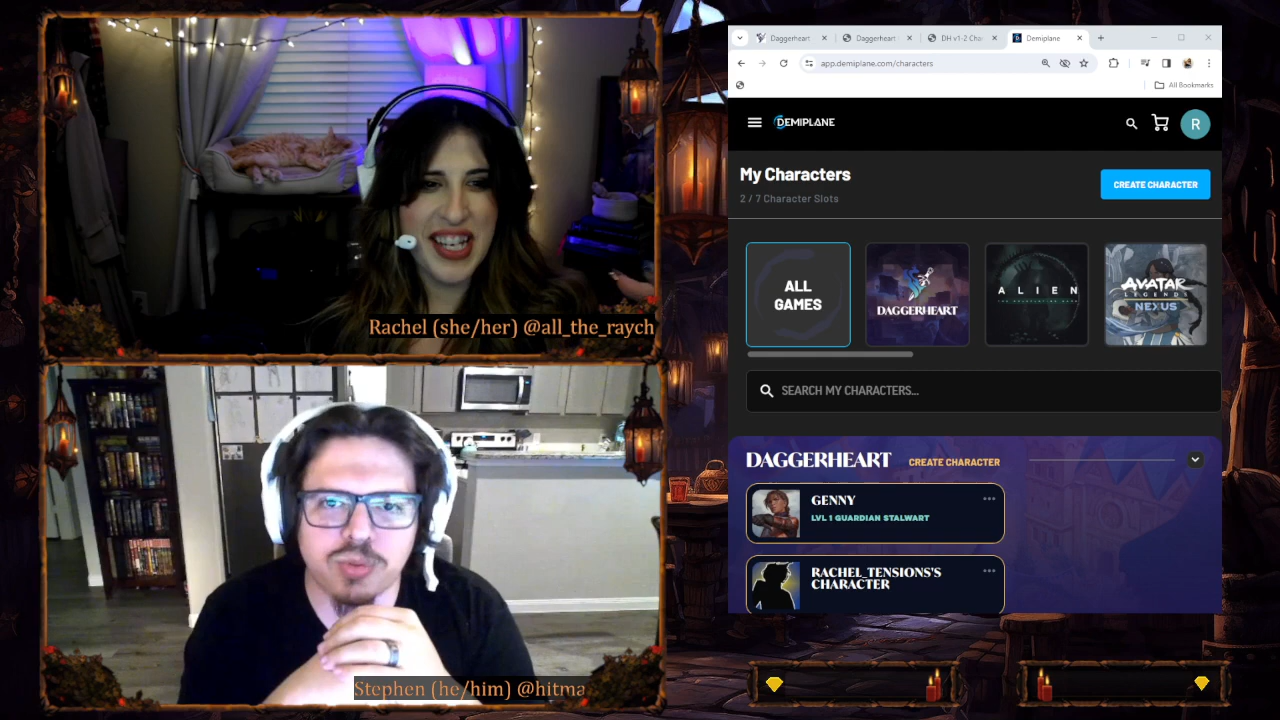 Rachel (she/her) @all_the_raych
Stephen (he/him) @hitma
Daggerheart
Daggerheart
DH v1-2 Cha
Demiplane
app.demiplane.com/characters
All Bookmarks
DEMIPLANE
R
My Characters
2 / 7 Character Slots
CREATE CHARACTER
ALL
GAMES
DAGGERHEART
ALIEN
AVATAR
LEGENDS
NEXUS
SEARCH MY CHARACTERS...
DAGGERHEART CREATE CHARACTER
GENNY
LVL 1 GUARDIAN STALWART
RACHEL_TENSIONS'S
CHARACTER